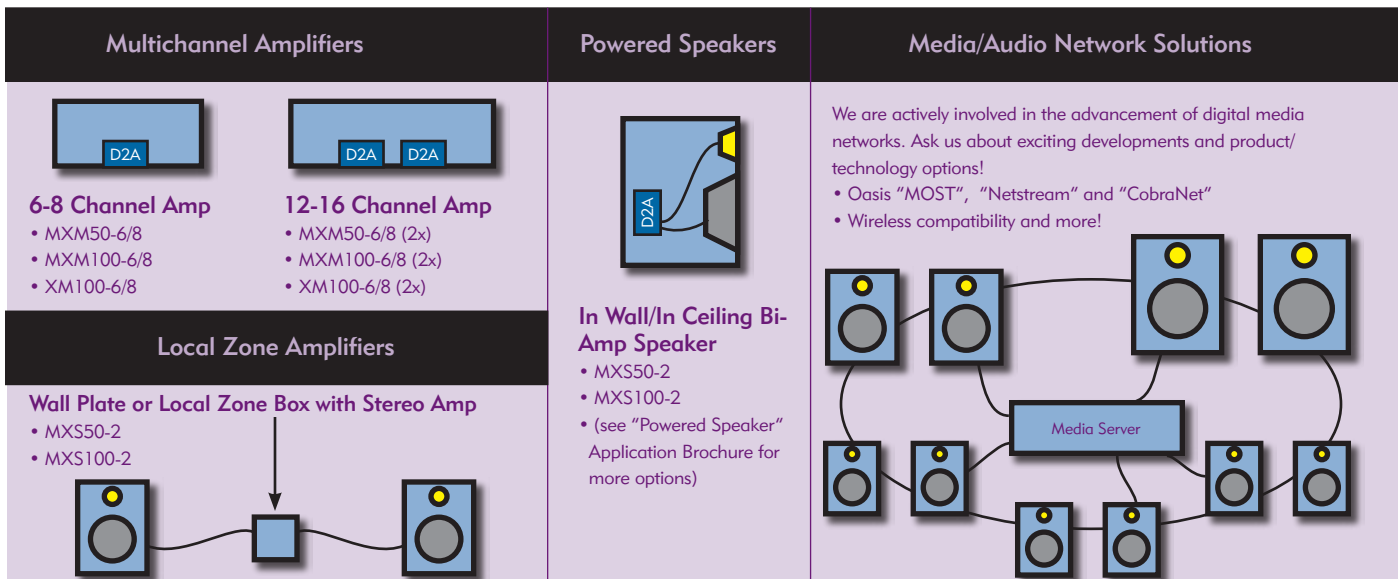 Multichannel Amplifiers
D2A
D2A D2A
6-8 Channel Amp
• MXM50-6/8
• MXM100-6/8
• XM100-6/8
12-16 Channel Amp
• MXM50-6/8 (2x)
• MXM100-6/8 (2x)
• XM100-6/8 (2x)
Local Zone Amplifiers
Wall Plate or Local Zone Box with Stereo Amp
• MXS50-2
• MXS100-2
Powered Speakers
D2A
In Wall/In Ceiling Bi-
Amp Speaker
• MXS50-2
• MXS100-2
• (see “Powered Speaker”
Application Brochure for
more options)
Media/Audio Network Solutions
We are actively involved in the advancement of digital media
networks. Ask us about exciting developments and product/
technology options!
• Oasis “MOST”, “Netstream” and “CobraNet”
• Wireless compatibility and more!
Media Server